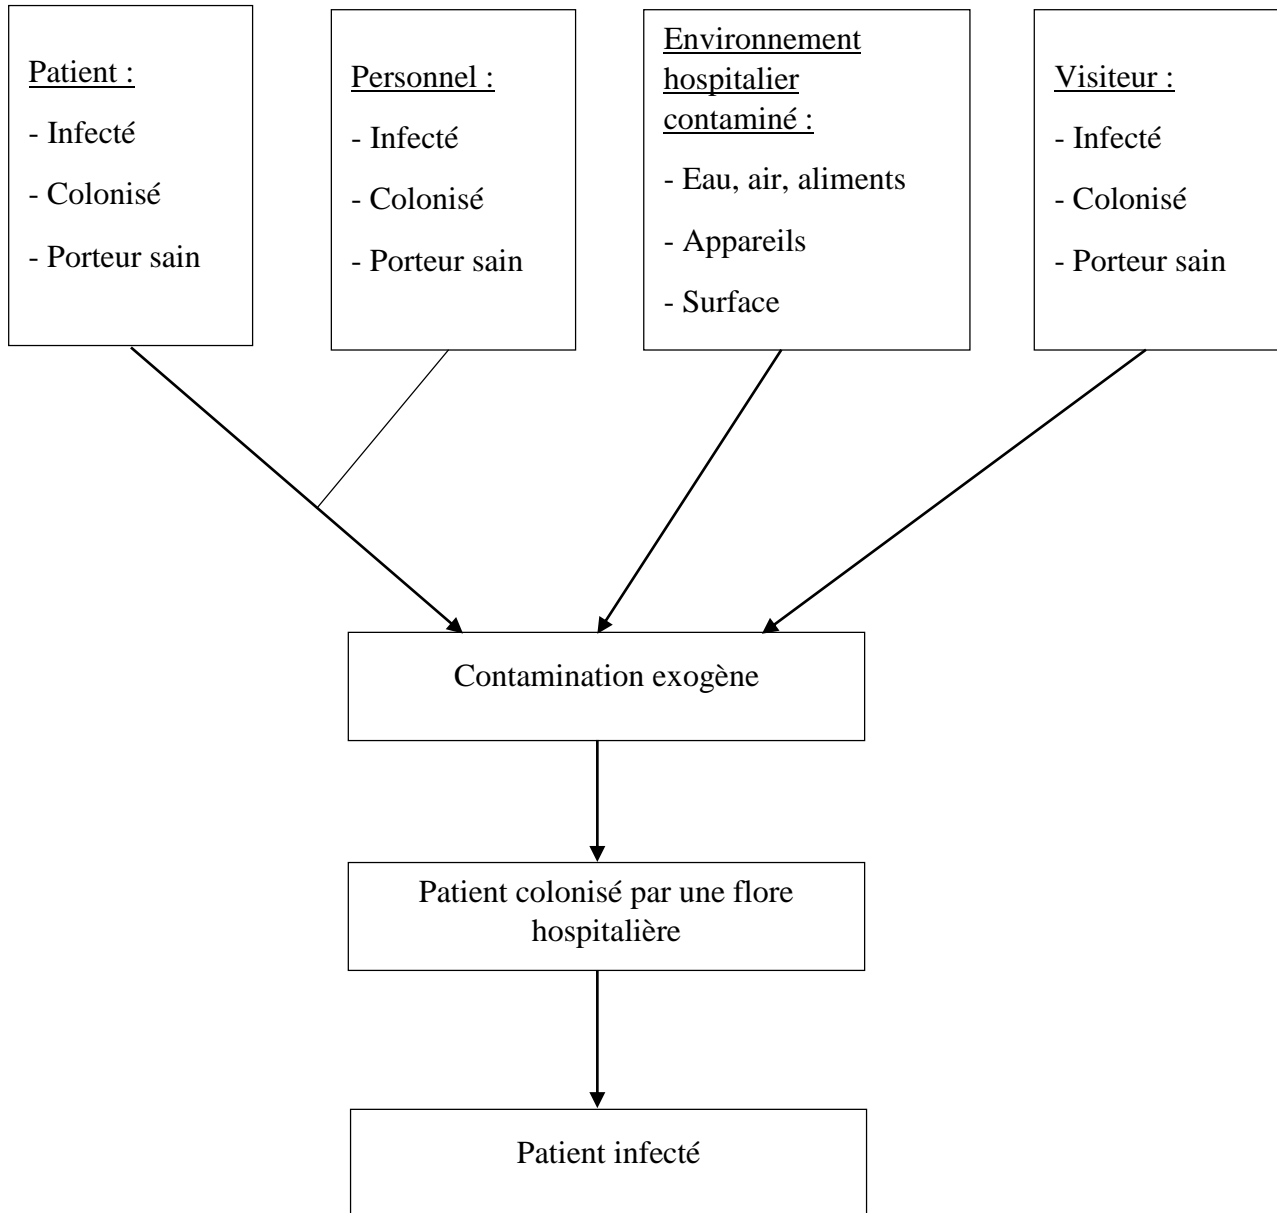 Patient :
- Infecté
- Colonisé
- Porteur sain
Personnel :
- Infecté
- Colonisé
- Porteur sain
Environnement
hospitalier
contaminé :
- Eau, air, aliments
- Appareils
- Surface
Visiteur :
- Infecté
- Colonisé
- Porteur sain
Contamination exogène
Patient colonisé par une flore
hospitalière
Patient infecté